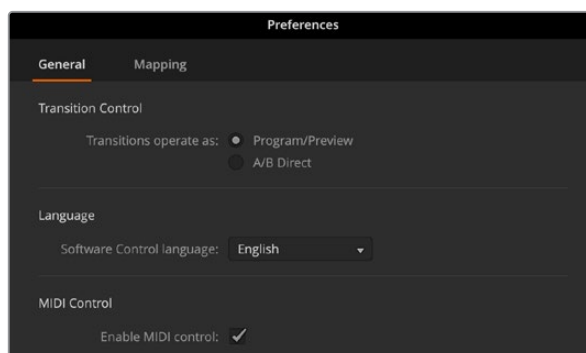 Preferences
General Mapping
Transition Control
Transitions operate as: Program/Preview
A/B Direct
Language
Software Control language: English
MIDI Control
Enable MIDI control: